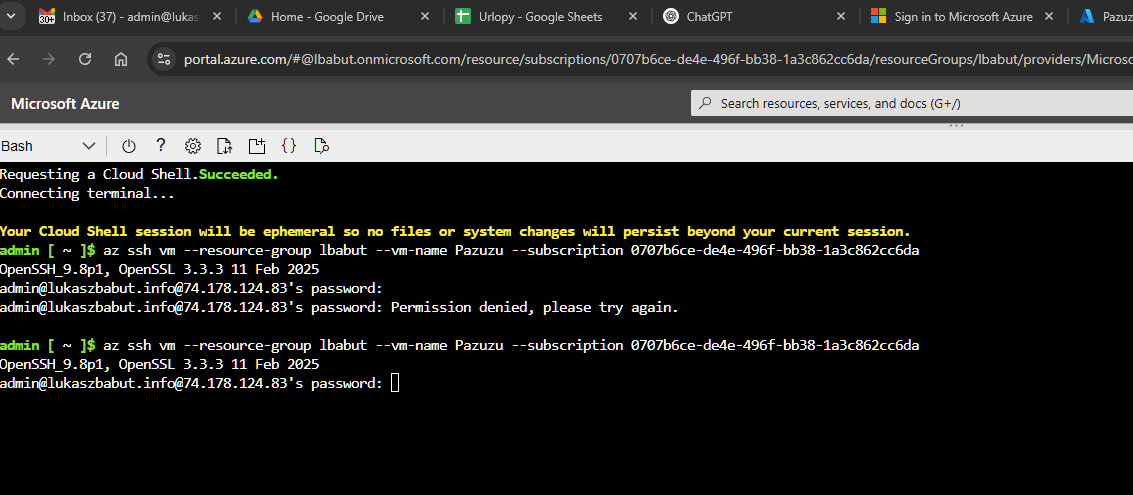 30+ Inbox (37) - admin@lukas
Home - Google Drive
Urlopy - Google Sheets
ChatGPT
Sign in to Microsoft Azure
Pazuz
portal.azure.com/#@lbabut.onmicrosoft.com/resource/subscriptions/0707b6ce-de4e-496f-bb38-1a3c862cc6da/resourceGroups/lbabut/providers/Microso
Microsoft Azure
Search resources, services, and docs (G+/)
Bash
Requesting a Cloud Shell.Succeeded.
Connecting terminal...
Your Cloud Shell session will be ephemeral so no files or system changes will persist beyond your current session.
admin [ ~ ]$ az ssh vm --resource-group lbabut --vm-name Pazuzu --subscription 0707b6ce-de4e-496f-bb38-1a3c862cc6da
OpenSSH_9.8p1, OpenSSL 3.3.3 11 Feb 2025
admin@lukaszbabut.info@74.178.124.83's password:
admin@lukaszbabut.info@74.178.124.83's password: Permission denied, please try again.
admin [ ~ ]$ az ssh vm --resource-group lbabut --vm-name Pazuzu --subscription 0707b6ce-de4e-496f-bb38-1a3c862cc6da
OpenSSH_9.8p1, OpenSSL 3.3.3 11 Feb 2025
admin@lukaszbabut.info@74.178.124.83's password: